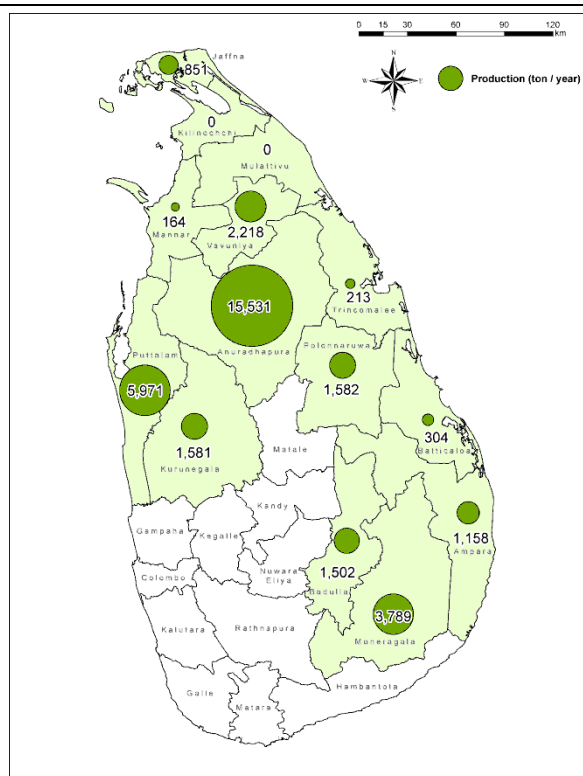 0 15 30 60 90 120
km
N
W E
S
Production (ton / year)
Jaffna
851
0
Kilinochchi
0
Mulattivu
164
Mannar
2,218
Vavuniya
15,531
Anuradhapura
213
Trincomalee
Puttalam
5,971
Polonnaruwa
1,582
1,581
Kurunegala
304
Batticaloa
Matale
Kandy
1,158
Ampara
Gampaha
Kegalle
1,502
Badulla
Nuwara
Eliya
Colombo
3,789
Moneragala
Kalutara
Rathnapura
Hambantota
Galle
Matara